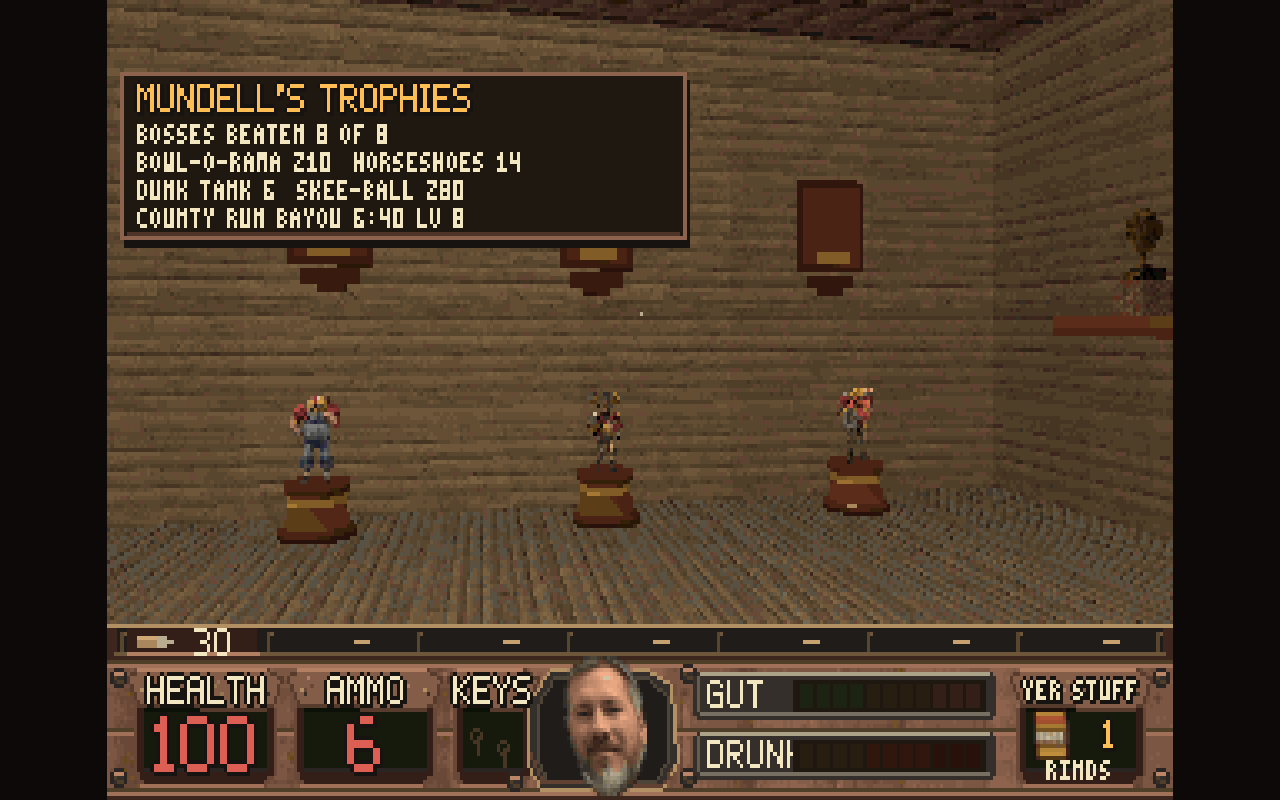 MUNDELL'S TROPHIES
BOSSES BEATEN 8 OF 8
BOWL-O-RAMA 210 HORSESHOES 14
DUNK TANK 6 SKEE-BALL 280
COUNTY RUN BAYOU 6:40 LV 8
30
HEALTH AMMO KEYS GUT YER STUFF
100 6 1
DRUNK RINDS